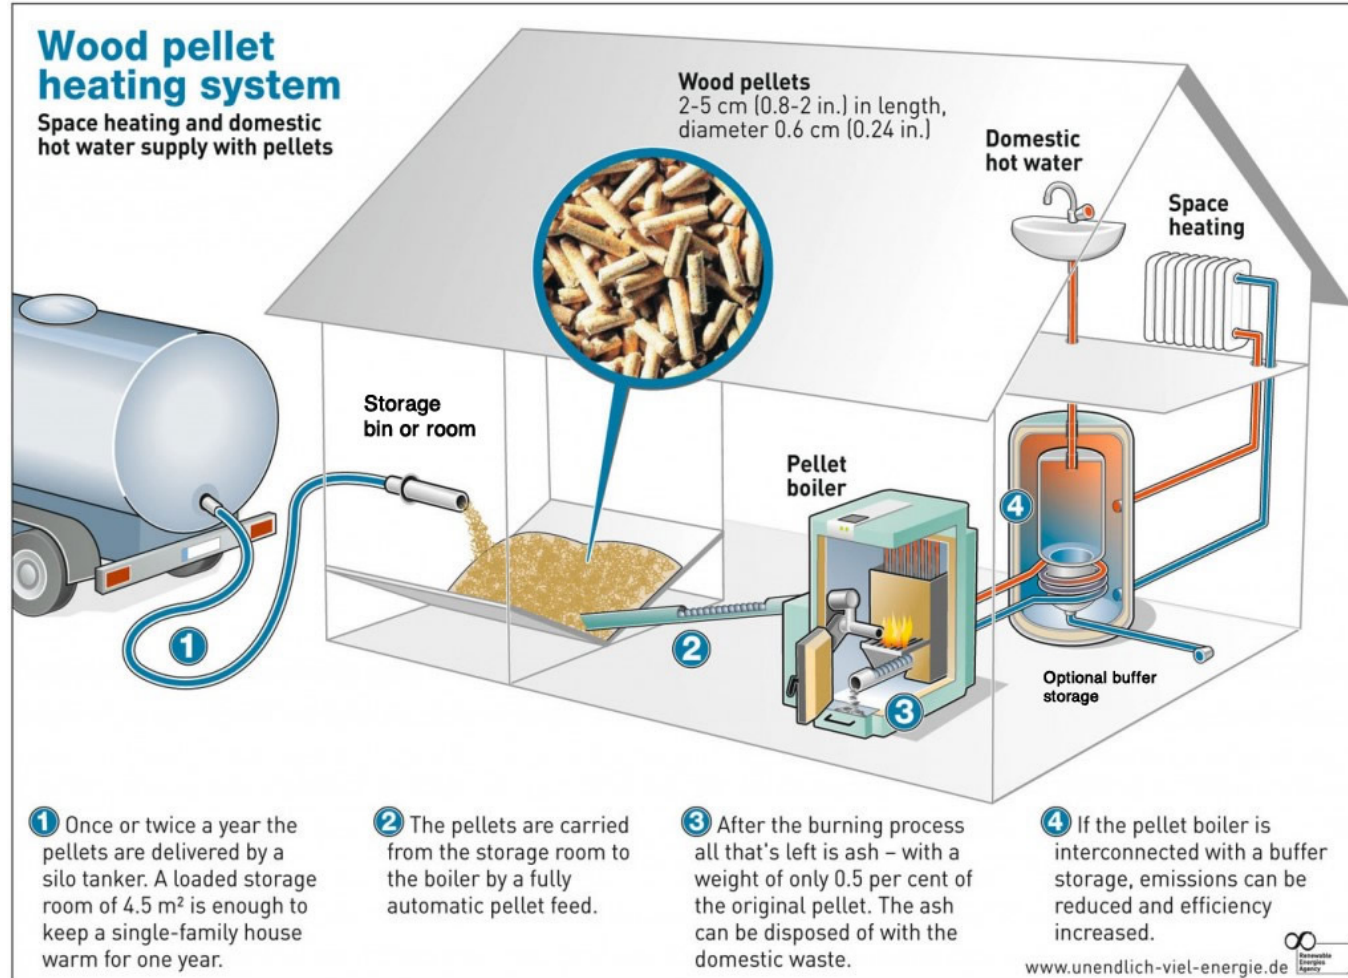 Wood pellet
heating system
Space heating and domestic
hot water supply with pellets
Wood pellets
2-5 cm (0.8-2 in.) in length,
diameter 0.6 cm (0.24 in.)
Domestic
hot water
Space
heating
Storage
bin or room
Pellet
boiler
4
1
2
3
Optional buffer
storage
1 Once or twice a year the
pellets are delivered by a
silo tanker. A loaded storage
room of 4.5 m² is enough to
keep a single-family house
warm for one year.
2 The pellets are carried
from the storage room to
the boiler by a fully
automatic pellet feed.
3 After the burning process
all that's left is ash – with a
weight of only 0.5 per cent of
the original pellet. The ash
can be disposed of with the
domestic waste.
4 If the pellet boiler is
interconnected with a buffer
storage, emissions can be
reduced and efficiency
increased.
www.unendlich-viel-energie.de
Renewable
Energies
Agency